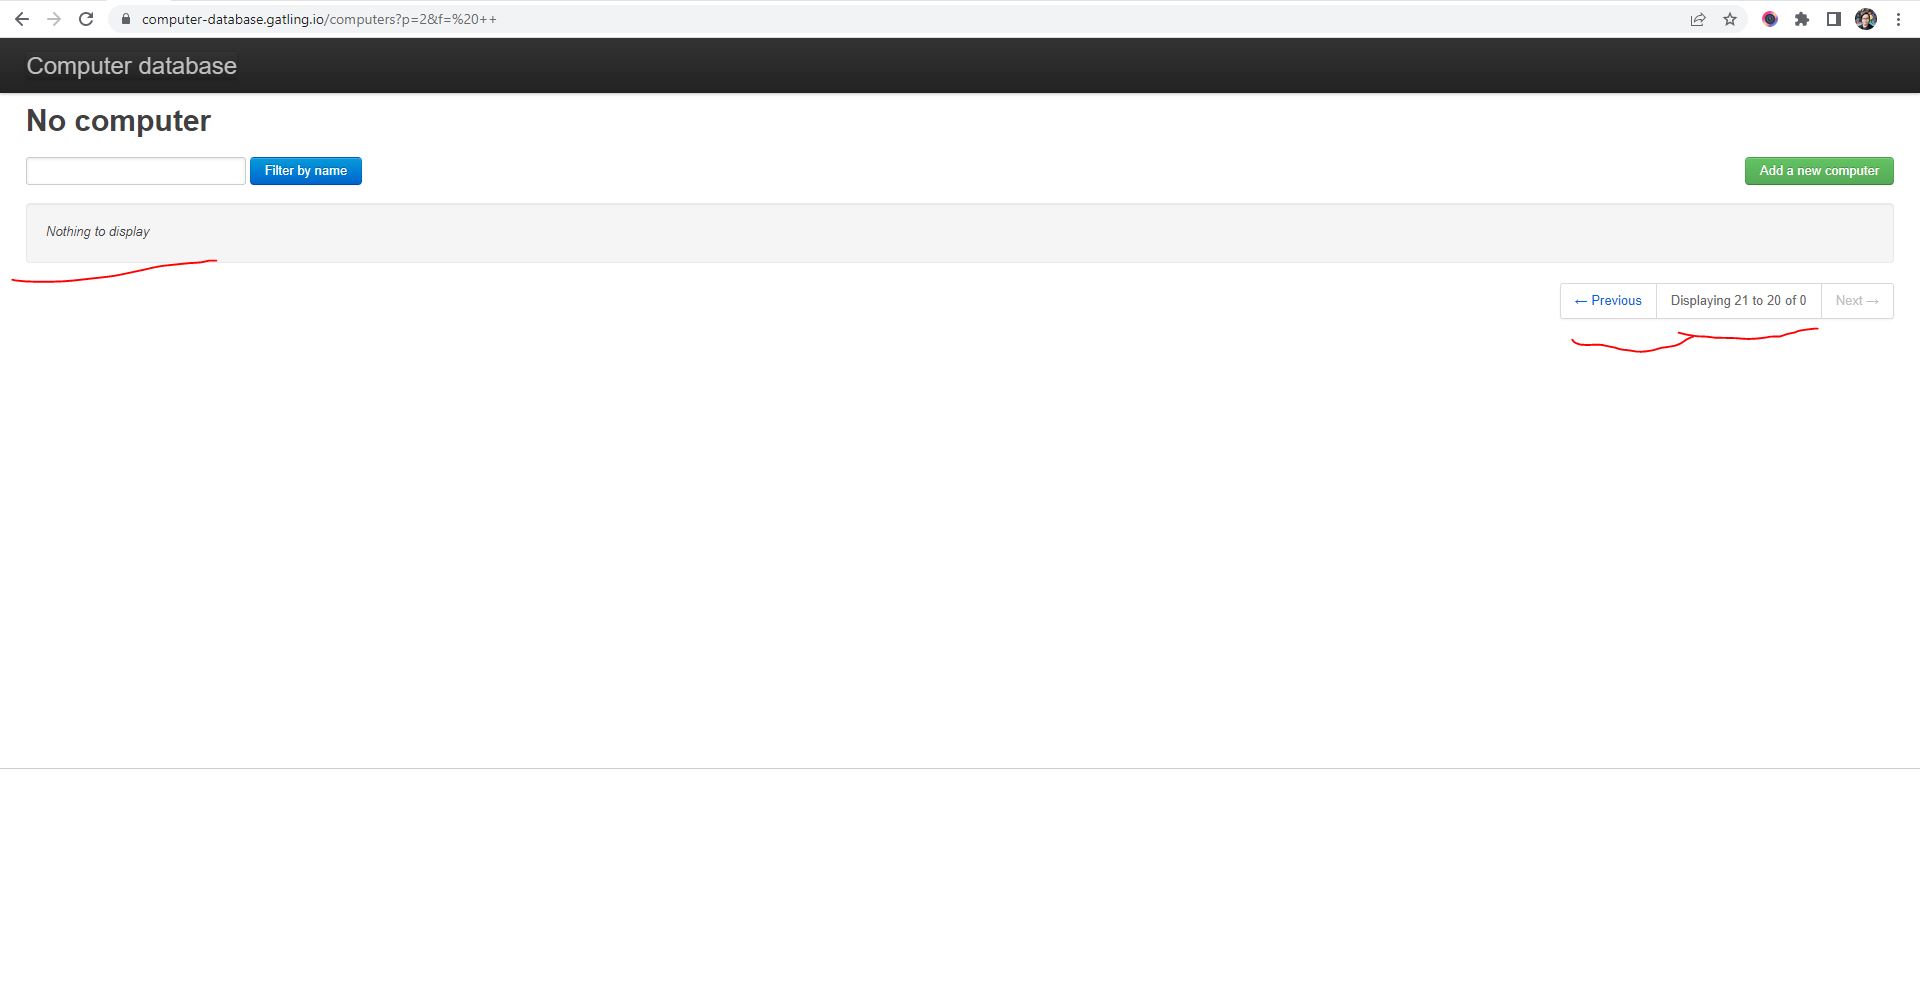 computer-database.gatling.io/computers?p=2&f=%20++
Computer database
No computer
Filter by name
Add a new computer
Nothing to display
← Previous Displaying 21 to 20 of 0 Next →